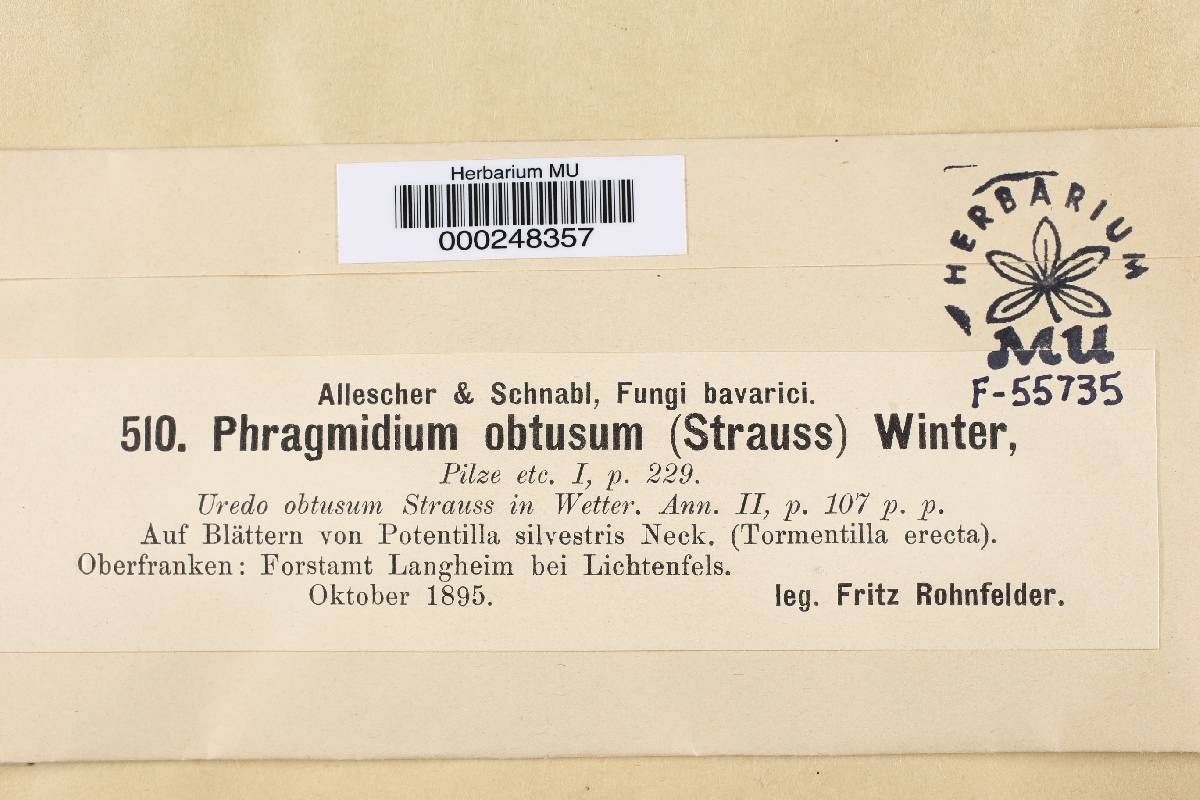 Herbarium MU
000248357
HERBARIUM
MU
F-55735
Allescher & Schnabl, Fungi bavarici.
510. Phragmidium obtusum (Strauss) Winter,
Pilze etc. I, p. 229.
Uredo obtusum Strauss in Wetter. Ann. II, p. 107 p. p.
Auf Blättern von Potentilla silvestris Neck. (Tormentilla erecta).
Oberfranken: Forstamt Langheim bei Lichtenfels.
Oktober 1895. leg. Fritz Rohnfelder.